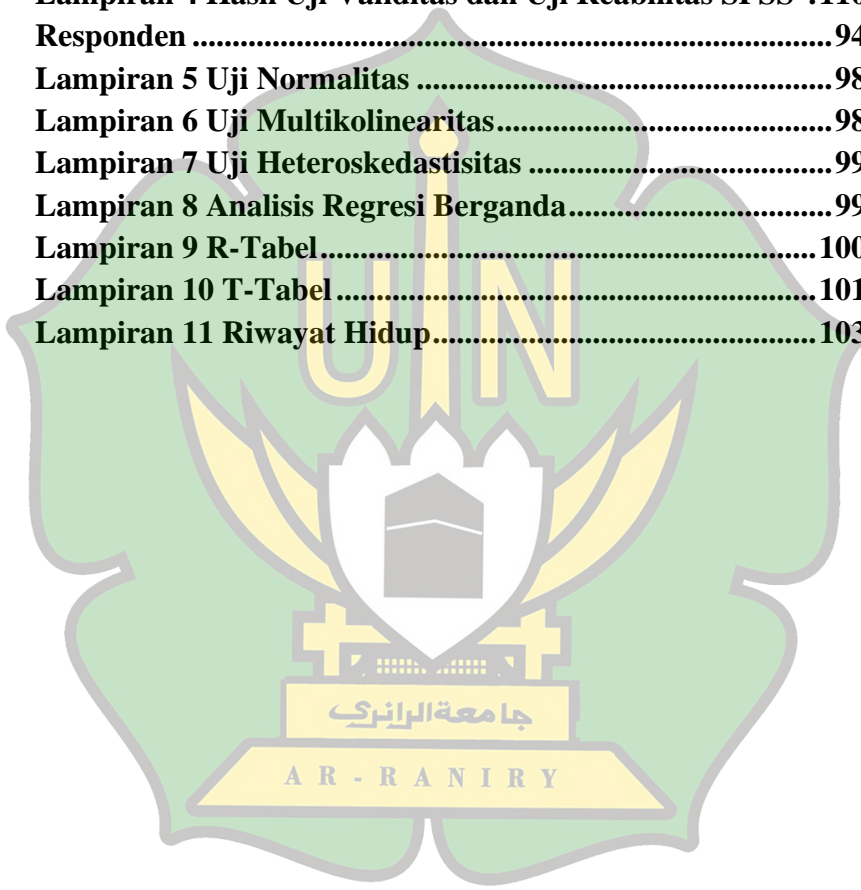 Responden ........................................................................ 94
Lampiran 5 Uji Normalitas ............................................... 98
Lampiran 6 Uji Multikolinearitas...................................... 98
Lampiran 7 Uji Heteroskedastisitas .................................. 99
Lampiran 8 Analisis Regresi Berganda.............................. 99
Lampiran 9 R-Tabel........................................................ 100
Lampiran 10 T-Tabel ...................................................... 101
Lampiran 11 Riwayat Hidup............................................ 103
UIN
جامعةالرانري
AR-RANIRY